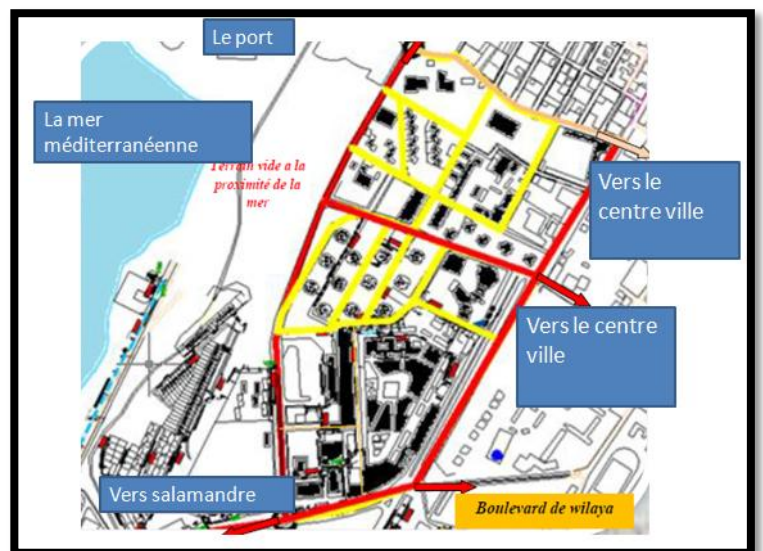 Le port
La mer
méditerranéenne
Terrain vide a la
proximité de la
mer
Vers le
centre ville
Vers le centre
ville
Vers salamandre
Boulevard de wilaya